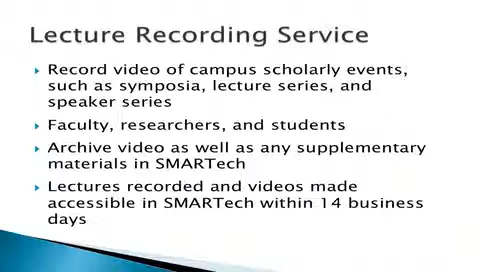 Lecture Recording Service
Record video of campus scholarly events,
such as symposia, lecture series, and
speaker series
Faculty, researchers, and students
Archive video as well as any supplementary
materials in SMARTech
Lectures recorded and videos made
accessible in SMARTech within 14 business
days